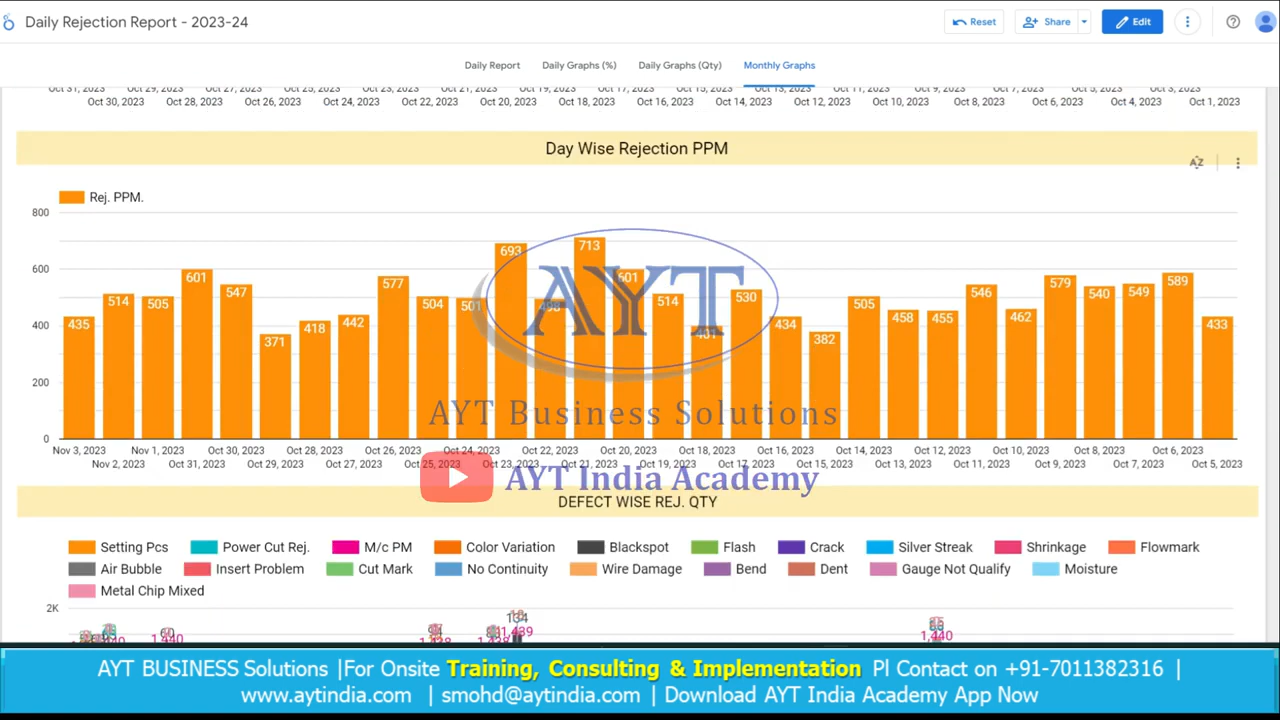 Daily Rejection Report - 2023-24
Reset Share Edit
Daily Report Daily Graphs (%) Daily Graphs (Qty) Monthly Graphs
Oct 30, 2023 Oct 28, 2023 Oct 26, 2023 Oct 24, 2023 Oct 22, 2023 Oct 20, 2023 Oct 18, 2023 Oct 16, 2023 Oct 14, 2023 Oct 12, 2023 Oct 10, 2023 Oct 8, 2023 Oct 6, 2023 Oct 4, 2023 Oct 1, 2023
Day Wise Rejection PPM
AZ
Rej. PPM.
800
600
400
200
0
435 514 505 601 547 371 418 442 577 504 501 693 498 713 601 514 401 530 434 382 505 458 455 546 462 579 540 549 589 433
AYT
AYT Business Solutions
Nov 3, 2023 Nov 1, 2023 Oct 30, 2023 Oct 28, 2023 Oct 26, 2023 Oct 24, 2023 Oct 22, 2023 Oct 20, 2023 Oct 18, 2023 Oct 16, 2023 Oct 14, 2023 Oct 12, 2023 Oct 10, 2023 Oct 8, 2023 Oct 6, 2023
Nov 2, 2023 Oct 31, 2023 Oct 29, 2023 Oct 27, 2023 Oct 25, 2023 Oct 23, 2023 Oct 21, 2023 Oct 19, 2023 Oct 17, 2023 Oct 15, 2023 Oct 13, 2023 Oct 11, 2023 Oct 9, 2023 Oct 7, 2023 Oct 5, 2023
AYT India Academy
DEFECT WISE REJ. QTY
Setting Pcs Power Cut Rej. M/c PM Color Variation Blackspot Flash Crack Silver Streak Shrinkage Flowmark
Air Bubble Insert Problem Cut Mark No Continuity Wire Damage Bend Dent Gauge Not Qualify Moisture
Metal Chip Mixed
2K
134
1,440 1,439 1,440
AYT BUSINESS Solutions |For Onsite Training, Consulting & Implementation Pl Contact on +91-7011382316 |
www.aytindia.com | smohd@aytindia.com | Download AYT India Academy App Now